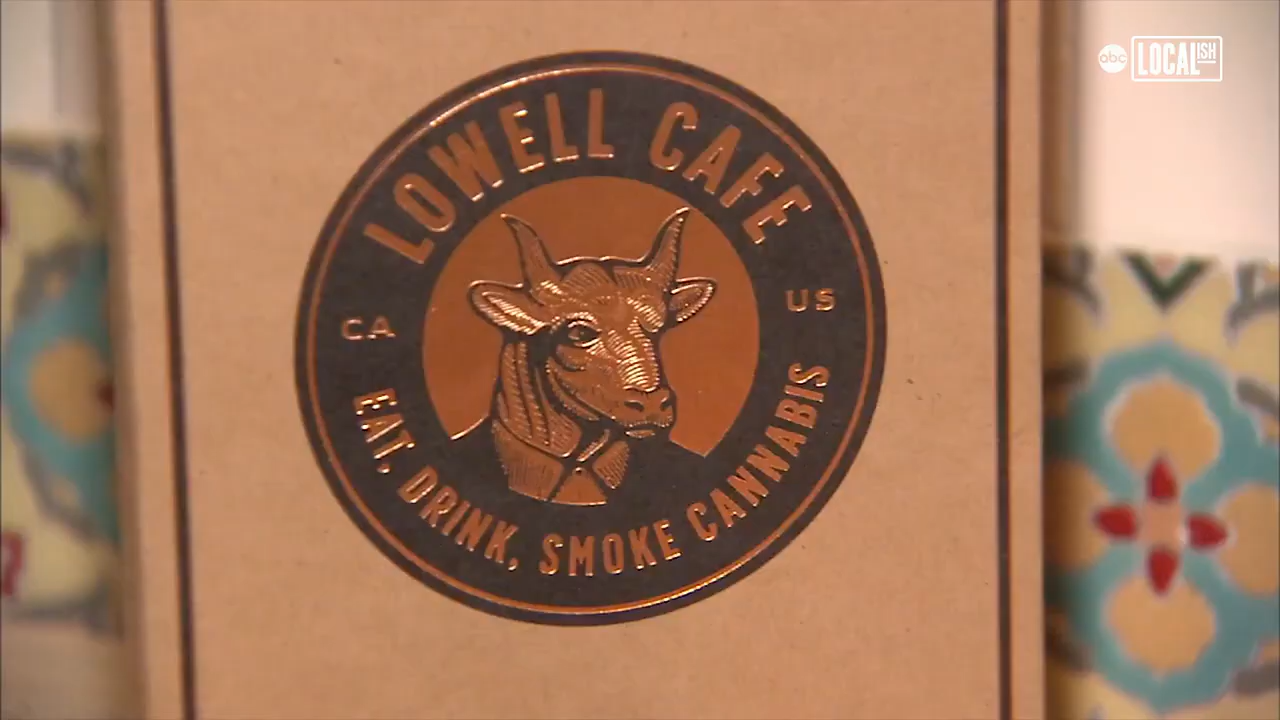 abc LOCALISH
LOWELL CAFE
CA
US
EAT, DRINK, SMOKE CANNABIS